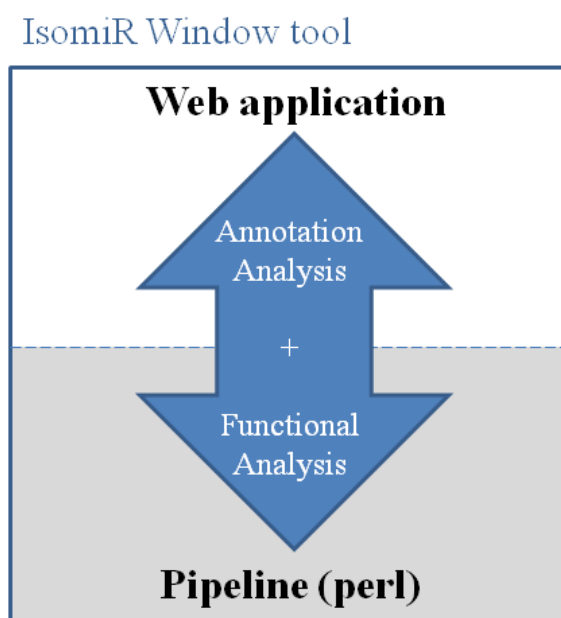 IsomiR Window tool
Web application
Annotation
Analysis
+
Functional
Analysis
Pipeline (perl)